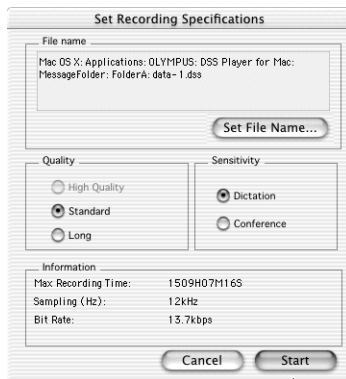 Set Recording Specifications
File name
Mac OS X: Applications: OLYMPUS: DSS Player for Mac:
MessageFolder: FolderA: data-1.dss
Set File Name...
Quality
High Quality
Standard
Long
Sensitivity
Dictation
Conference
Information
Max Recording Time: 1509H07M16S
Sampling (Hz): 12kHz
Bit Rate: 13.7kbps
Cancel
Start